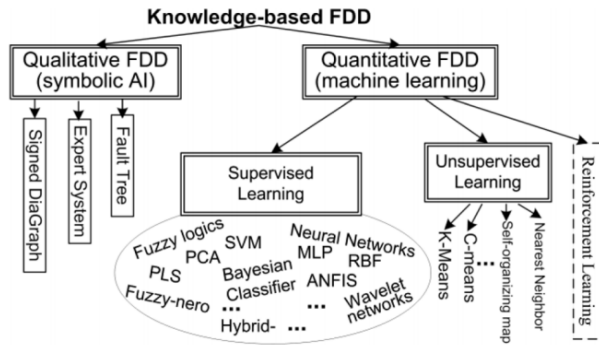 Knowledge-based FDD
Qualitative FDD
(symbolic AI)
Quantitative FDD
(machine learning)
Signed DiaGraph
Expert System
Fault Tree
Supervised
Learning
Unsupervised
Learning
Reinforcement Learning
Fuzzy logics
SVM
Neural Networks
PCA
MLP
RBF
PLS
Bayesian
Classifier
ANFIS
Fuzzy-nero
...
...
Wavelet
networks
Hybrid-
...
K-Means
C-means
...
Self-organizing map
Nearest Neighbor